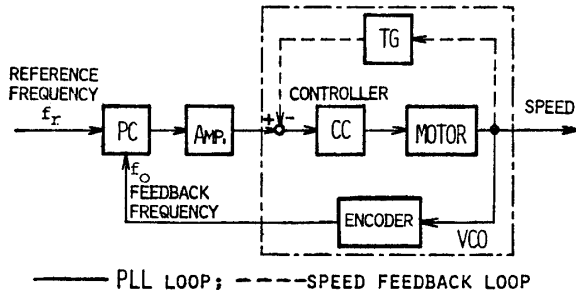 TG
REFERENCE
FREQUENCY
fr
CONTROLLER
SPEED
+ -
PC
AMP.
CC
MOTOR
fo
FEEDBACK
FREQUENCY
ENCODER
VCO
PLL LOOP; SPEED FEEDBACK LOOP